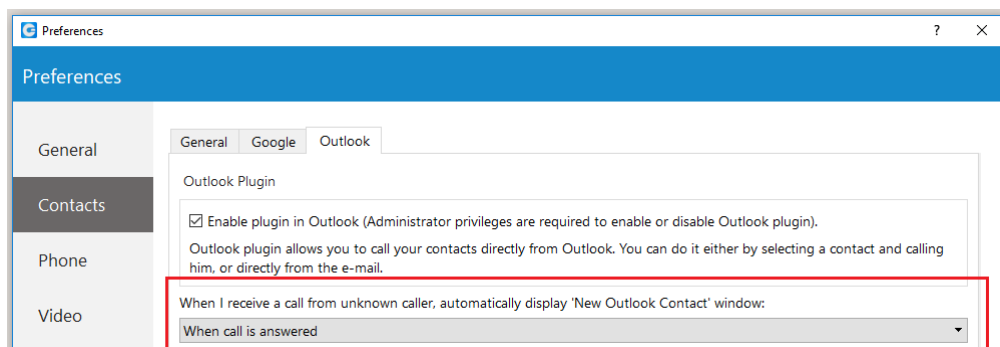 Preferences
?
Preferences
General
Contacts
Phone
Video
General Google Outlook
Outlook Plugin
Enable plugin in Outlook (Administrator privileges are required to enable or disable Outlook plugin).
Outlook plugin allows you to call your contacts directly from Outlook. You can do it either by selecting a contact and calling
him, or directly from the e-mail.
When I receive a call from unknown caller, automatically display 'New Outlook Contact' window:
When call is answered